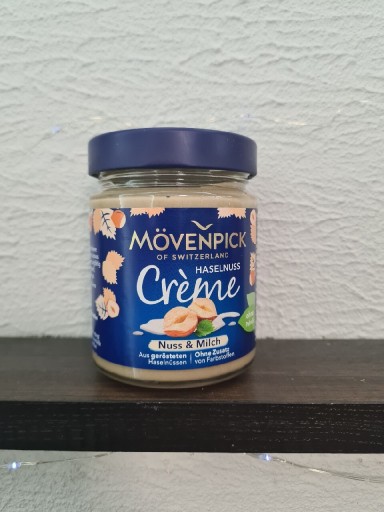 MÖVENPICK
OF SWITZERLAND
HASELNUSS
Crème
Nuss & Milch
Aus gerösteten Haselnüssen
Ohne Zusatz von Farbstoffen